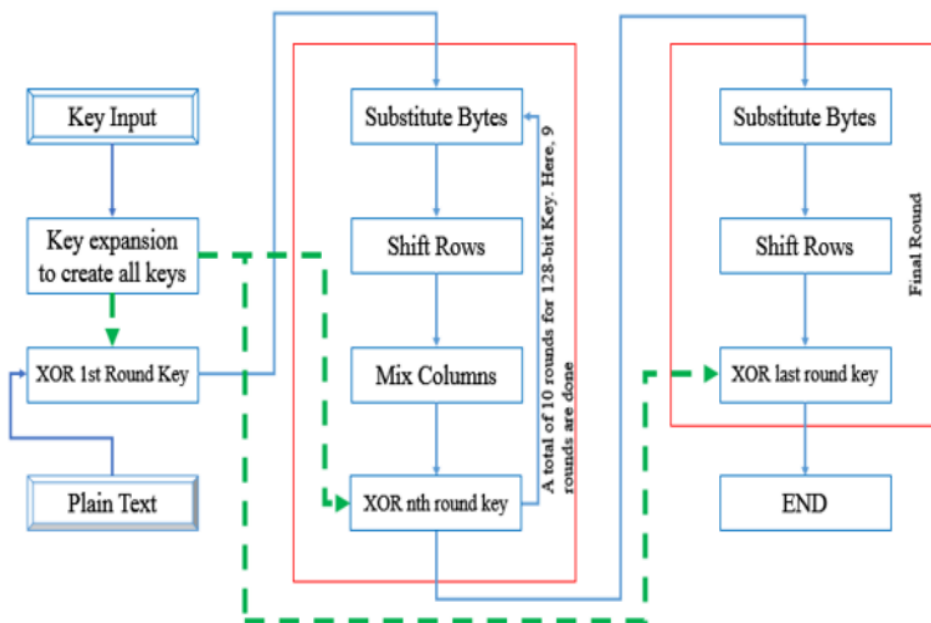 Key Input
Key expansion
to create all keys
XOR 1st Round Key
Plain Text
Substitute Bytes
Shift Rows
Mix Columns
XOR nth round key
A total of 10 rounds for 128-bit Key. Here, 9
rounds are done
Substitute Bytes
Shift Rows
XOR last round key
END
Final Round